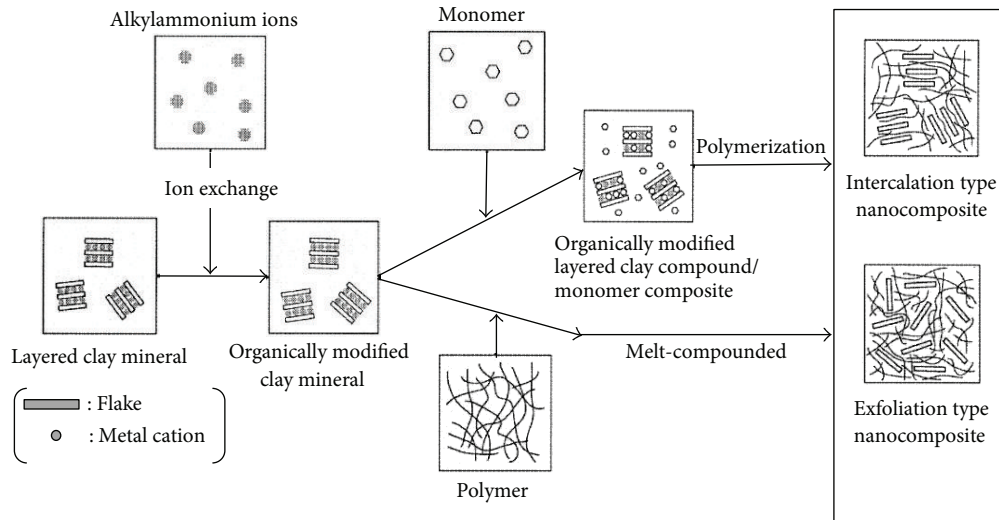 Alkylammonium ions
Monomer
Ion exchange
Polymerization
Intercalation type
nanocomposite
Organically modified
layered clay compound/
monomer composite
Layered clay mineral
Organically modified
clay mineral
Melt-compounded
: Flake
: Metal cation
Polymer
Exfoliation type
nanocomposite